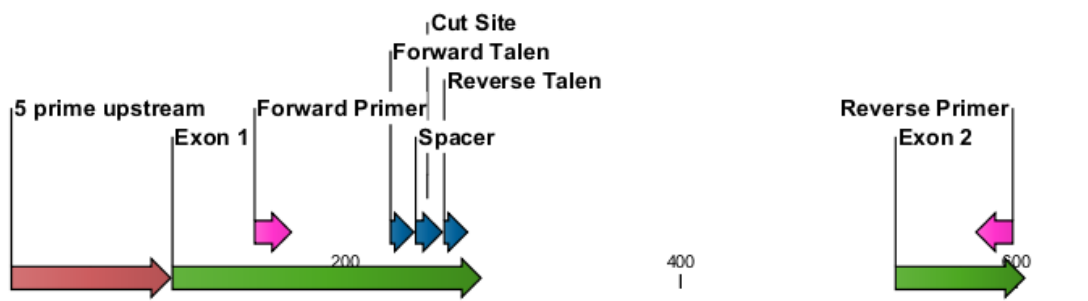 Cut Site
Forward Talen
Reverse Talen
5 prime upstream
Forward Primer
Reverse Primer
Exon 1
Spacer
Exon 2
200
400
600